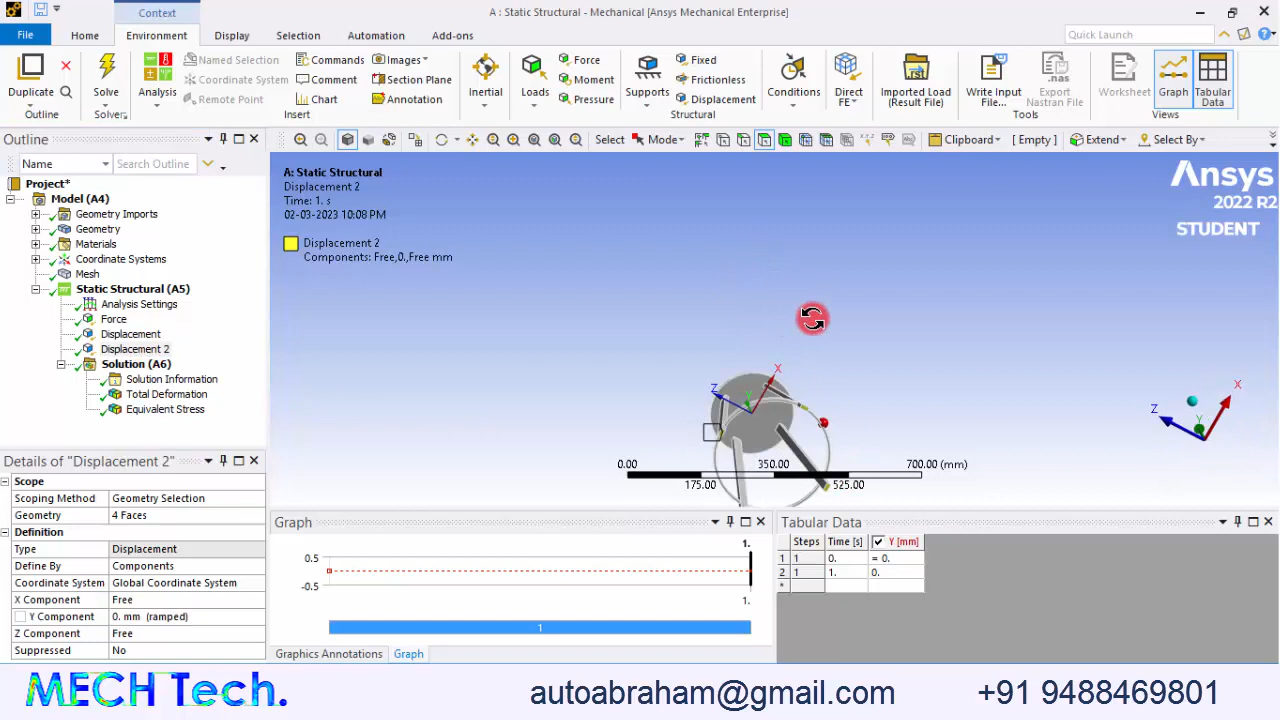 Context
A : Static Structural - Mechanical [Ansys Mechanical Enterprise]
File Home Environment Display Selection Automation Add-ons
Quick Launch
Duplicate
Outline
Solve
Solver
Analysis
Named Selection
Coordinate System
Remote Point
Commands
Comment
Chart
Images
Section Plane
Annotation
Insert
Inertial
Loads
Force
Moment
Pressure
Supports
Fixed
Frictionless
Displacement
Structural
Conditions
Direct
FE
Imported Load
(Result File)
Write Input
File...
.nas
Export
Nastran File
Tools
Worksheet
Graph
Tabular
Data
Views
Outline
Select Mode
Clipboard
[ Empty ]
Extend
Select By
Name
Search Outline
Project*
Model (A4)
Geometry Imports
Geometry
Materials
Coordinate Systems
Mesh
Static Structural (A5)
Analysis Settings
Force
Displacement
Displacement 2
Solution (A6)
Solution Information
Total Deformation
Equivalent Stress
A: Static Structural
Displacement 2
Time: 1. s
02-03-2023 10:08 PM
Displacement 2
Components: Free,0.,Free mm
Ansys
2022 R2
STUDENT
X
Z
Y
X
Z
Y
0.00 350.00 700.00 (mm)
175.00 525.00
Details of "Displacement 2"
Scope
Scoping Method Geometry Selection
Geometry 4 Faces
Definition
Type Displacement
Define By Components
Coordinate System Global Coordinate System
X Component Free
Y Component 0. mm (ramped)
Z Component Free
Suppressed No
Graph
1.
0.5
-0.5
1.
1
Graphics Annotations Graph
Tabular Data
Steps Time [s] Y [mm]
1 1 0. = 0.
2 1 1. 0.
*
MECH Tech.
autoabraham@gmail.com
+91 9488469801